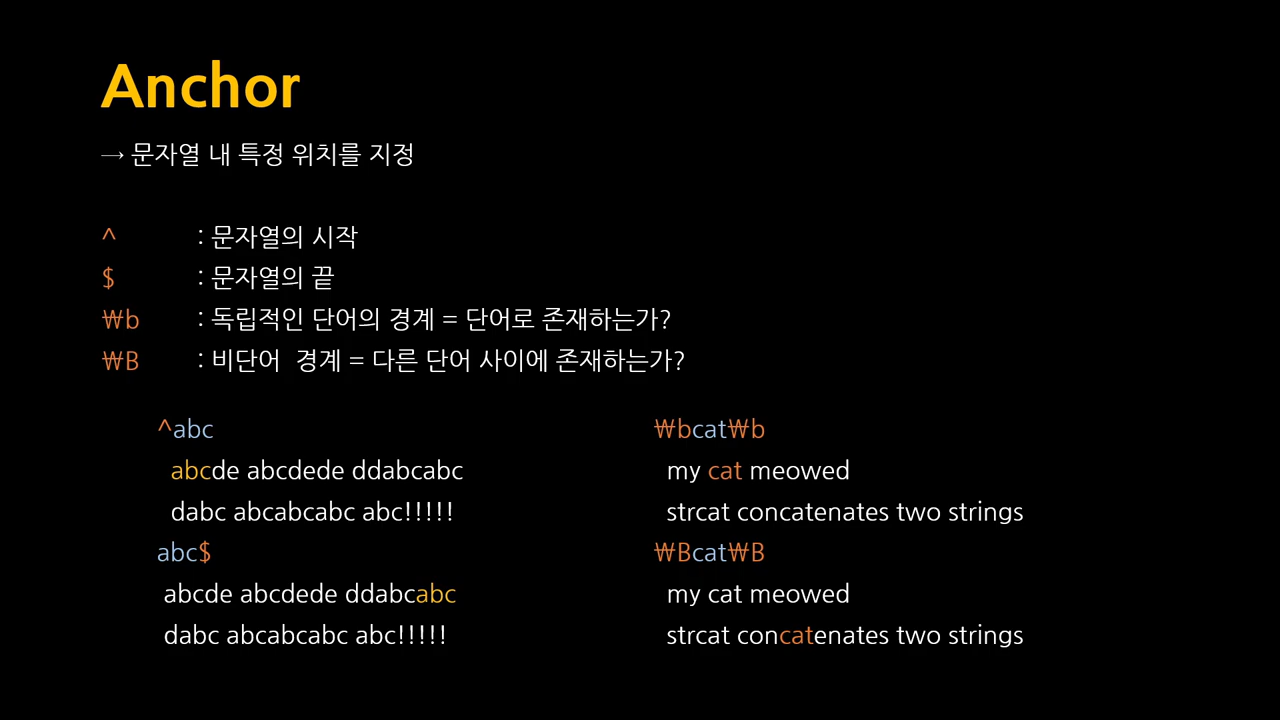 Anchor
→ 문자열 내 특정 위치를 지정
^ : 문자열의 시작
$ : 문자열의 끝
₩b : 독립적인 단어의 경계 = 단어로 존재하는가?
₩B : 비단어  경계 = 다른 단어 사이에 존재하는가?
^abc
abcde abcdede ddabcabc
dabc abcabcabc abc!!!!!
abc$
abcde abcdede ddabcabc
dabc abcabcabc abc!!!!!
₩bcat₩b
my cat meowed
strcat concatenates two strings
₩Bcat₩B
my cat meowed
strcat concatenates two strings